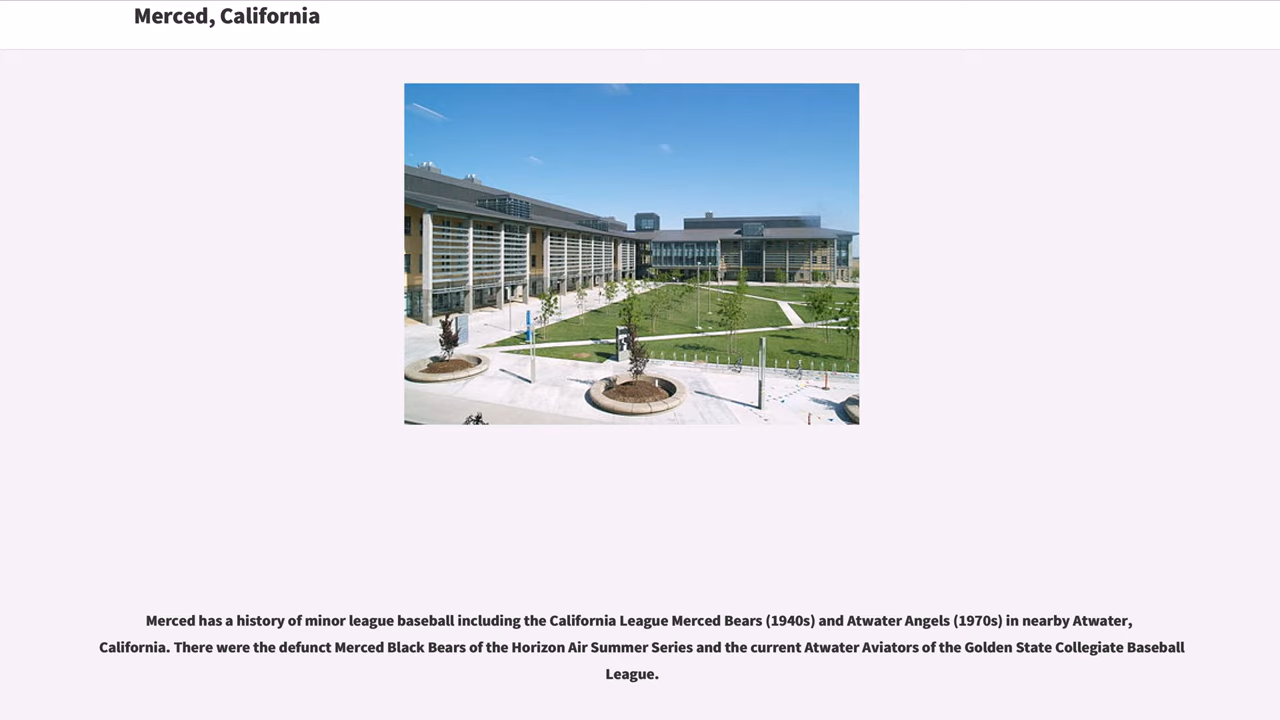 Merced, California
Merced has a history of minor league baseball including the California League Merced Bears (1940s) and Atwater Angels (1970s) in nearby Atwater,
California. There were the defunct Merced Black Bears of the Horizon Air Summer Series and the current Atwater Aviators of the Golden State Collegiate Baseball
League.